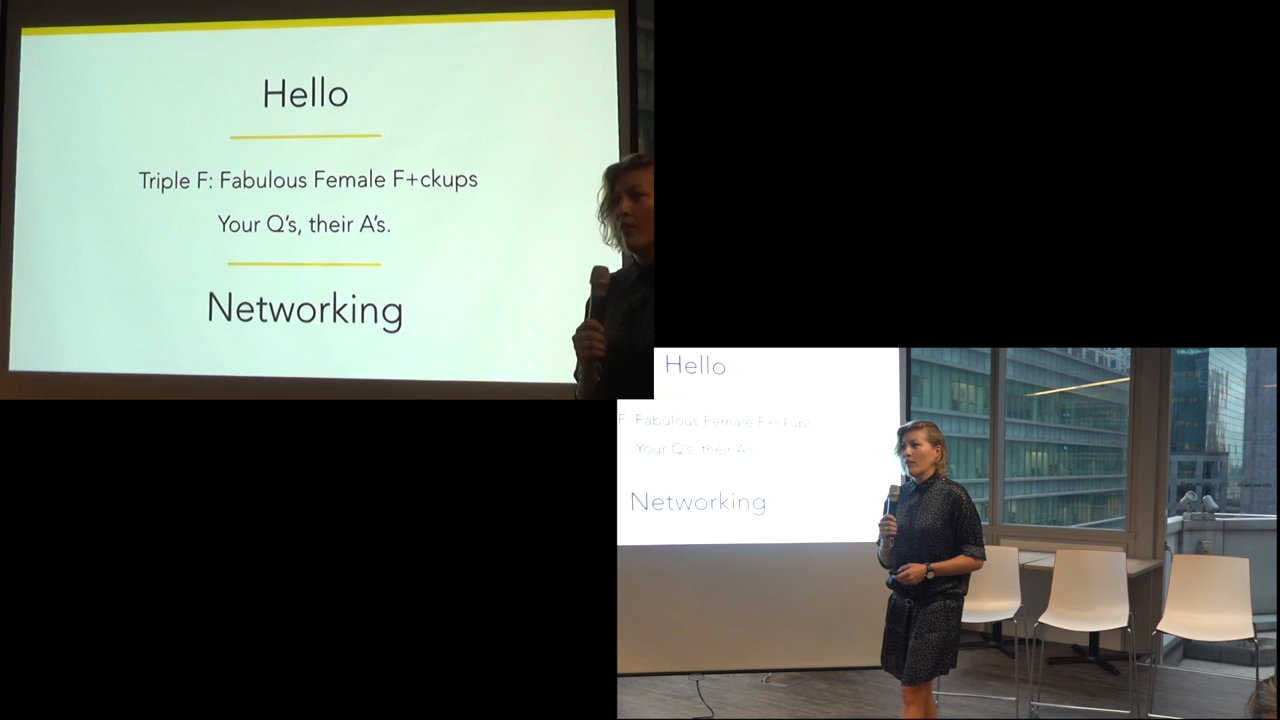 Hello
Triple F: Fabulous Female F+ckups
Your Q's, their A's.
Networking
Hello
F: Fabulous Female F+ckups
Your Q's, their A's
Networking